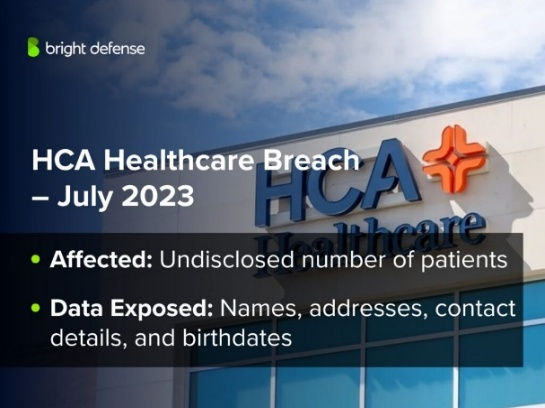 bright defense
HCA Healthcare Breach
– July 2023
HCA
Healthcare
• Affected: Undisclosed number of patients
• Data Exposed: Names, addresses, contact
details, and birthdates